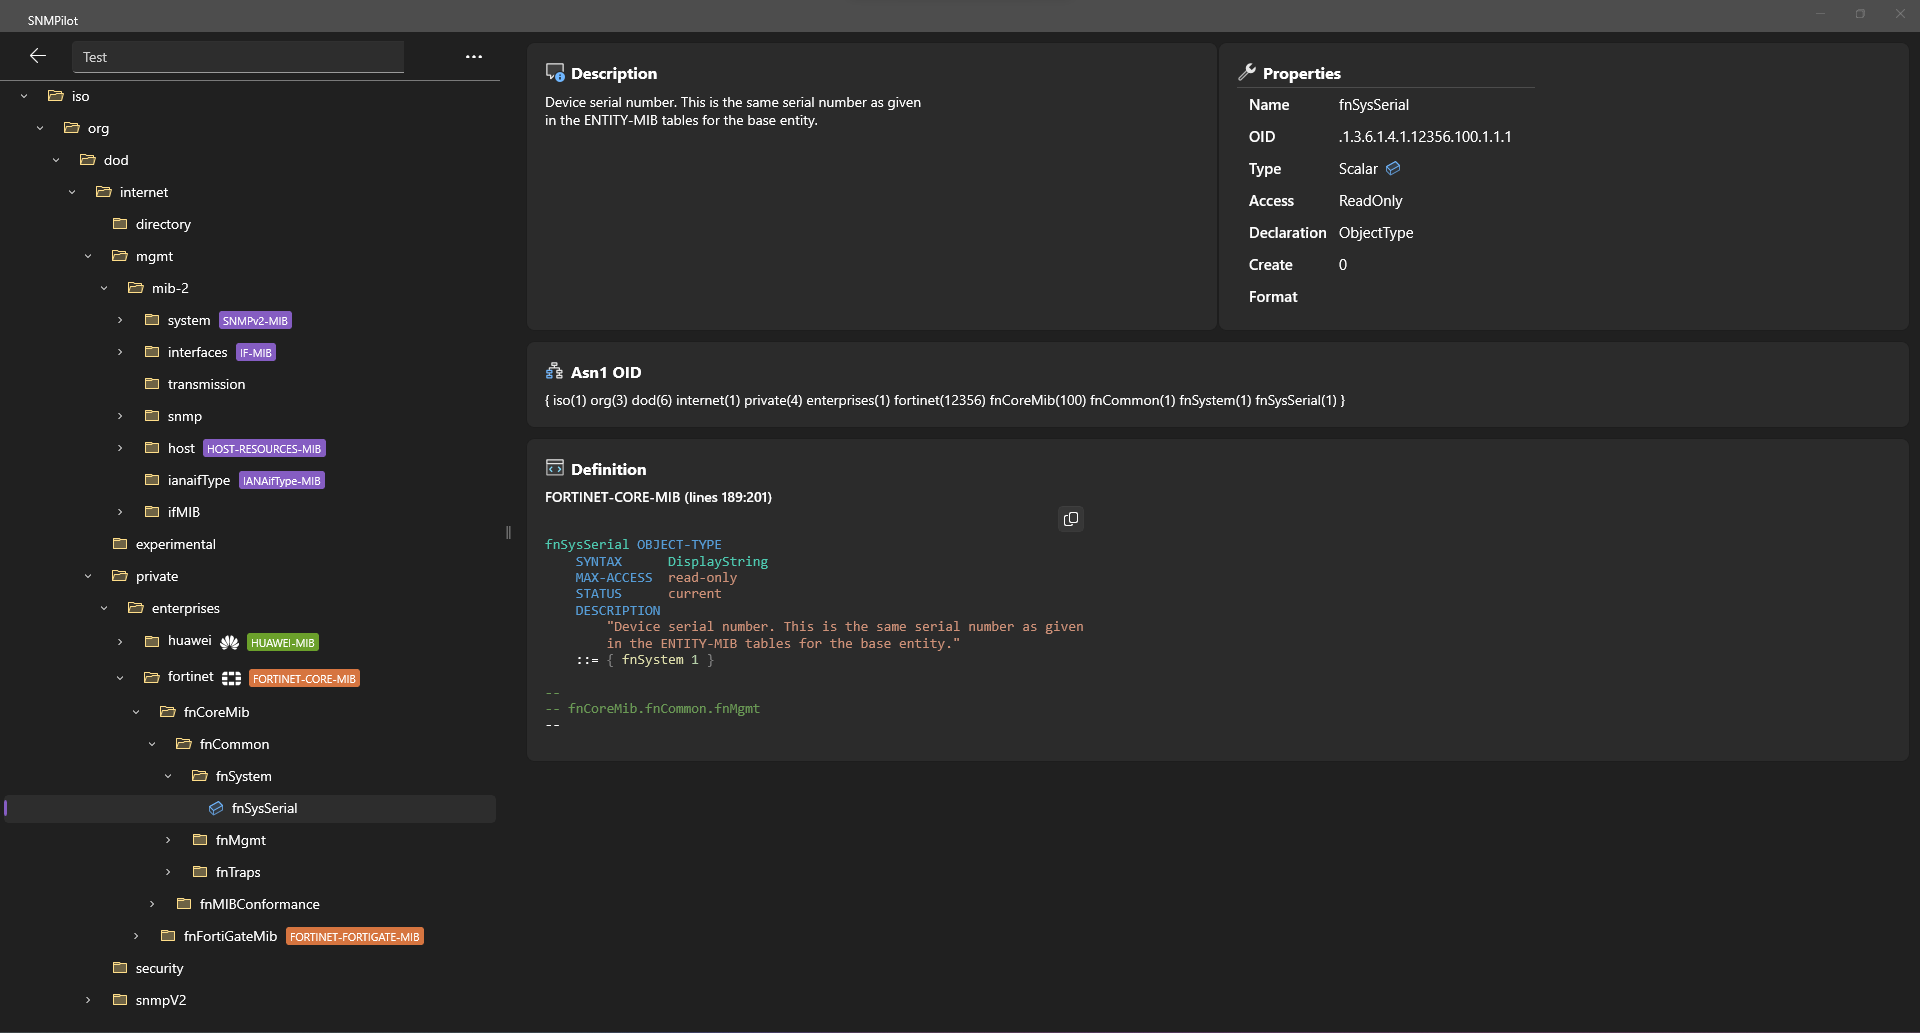 SNMPilot
Test
iso
org
dod
internet
directory
mgmt
mib-2
system SNMPv2-MIB
interfaces IF-MIB
transmission
snmp
host HOST-RESOURCES-MIB
ianaifType IANAifType-MIB
ifMIB
experimental
private
enterprises
huawei HUAWEI-MIB
fortinet FORTINET-CORE-MIB
fnCoreMib
fnCommon
fnSystem
fnSysSerial
fnMgmt
fnTraps
fnMIBConformance
fnFortiGateMib FORTINET-FORTIGATE-MIB
security
snmpV2
Description
Device serial number. This is the same serial number as given
in the ENTITY-MIB tables for the base entity.
Properties
Name fnSysSerial
OID .1.3.6.1.4.1.12356.100.1.1.1
Type Scalar
Access ReadOnly
Declaration ObjectType
Create 0
Format
Asn1 OID
{ iso(1) org(3) dod(6) internet(1) private(4) enterprises(1) fortinet(12356) fnCoreMib(100) fnCommon(1) fnSystem(1) fnSysSerial(1) }
Definition
FORTINET-CORE-MIB (lines 189:201)
fnSysSerial OBJECT-TYPE
SYNTAX DisplayString
MAX-ACCESS read-only
STATUS current
DESCRIPTION
"Device serial number. This is the same serial number as given
in the ENTITY-MIB tables for the base entity."
::= { fnSystem 1 }
--
-- fnCoreMib.fnCommon.fnMgmt
--